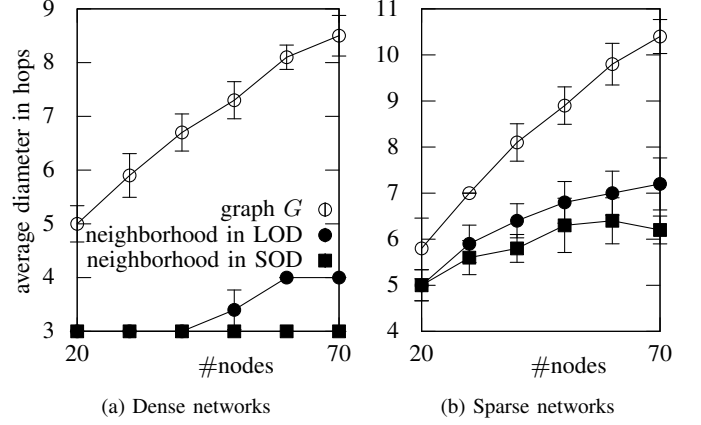 average diameter in hops
9
8
7
6
5
4
3
graph G
neighborhood in LOD
neighborhood in SOD
20
#nodes
70
(a) Dense networks
11
10
9
8
7
6
5
4
20
#nodes
70
(b) Sparse networks